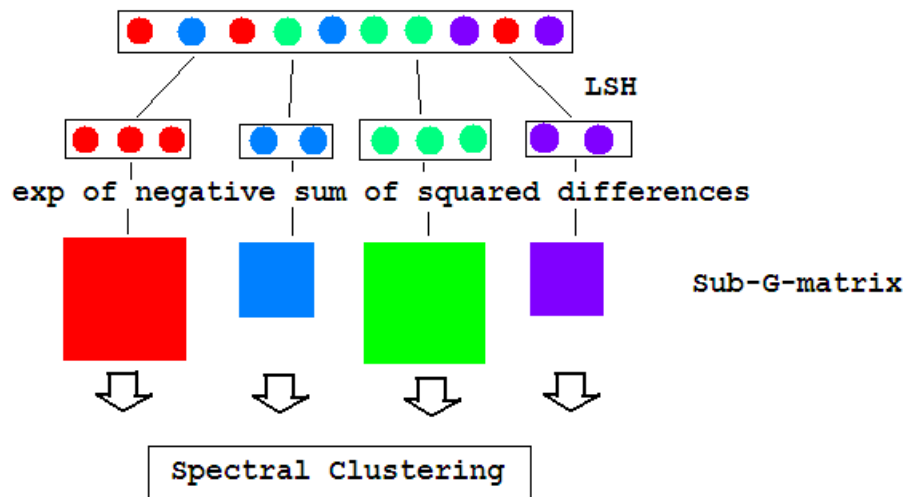 LSH
exp of negative sum of squared differences
Sub-G-matrix
Spectral Clustering